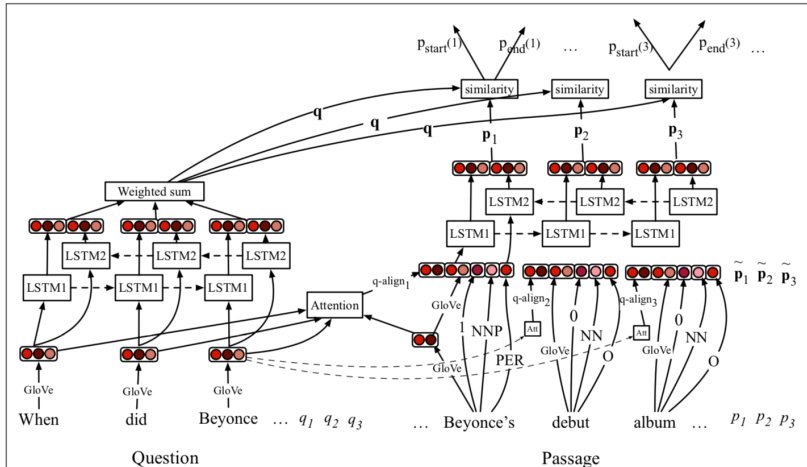 p_start(1) p_end(1) … p_start(3) p_end(3) …
similarity similarity similarity
q q q
p_1 p_2 p_3
Weighted sum
LSTM2 LSTM2 LSTM2
LSTM1 LSTM1 LSTM1
LSTM2 LSTM2 LSTM2
LSTM1 LSTM1 LSTM1
p̃_1 p̃_2 p̃_3
q-align_1 q-align_2 q-align_3
Attention
GloVe
Att Att
1 NNP PER
GloVe 0 NN O
GloVe 0 NN O
GloVe GloVe GloVe GloVe
When did Beyonce … q_1 q_2 q_3 … Beyonce's debut album … p_1 p_2 p_3
Question Passage